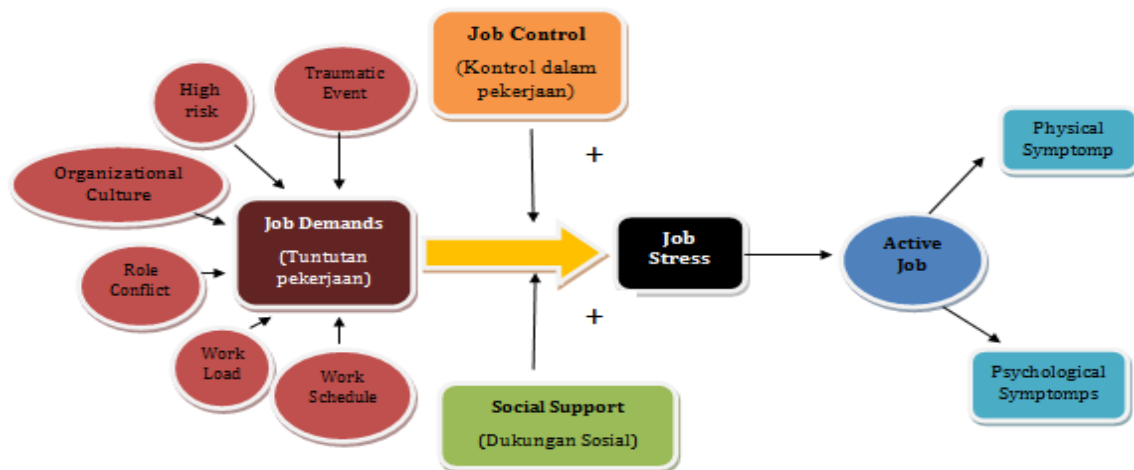 Job Control
(Kontrol dalam
pekerjaan)
Traumatic
Event
High
risk
+
Physical
Symptomp
Organizational
Culture
Job Demands
(Tuntutan
pekerjaan)
Job
Stress
Active
Job
Role
Conflict
+
Work
Load
Work
Schedule
Psychological
Symptomps
Social Support
(Dukungan Sosial)